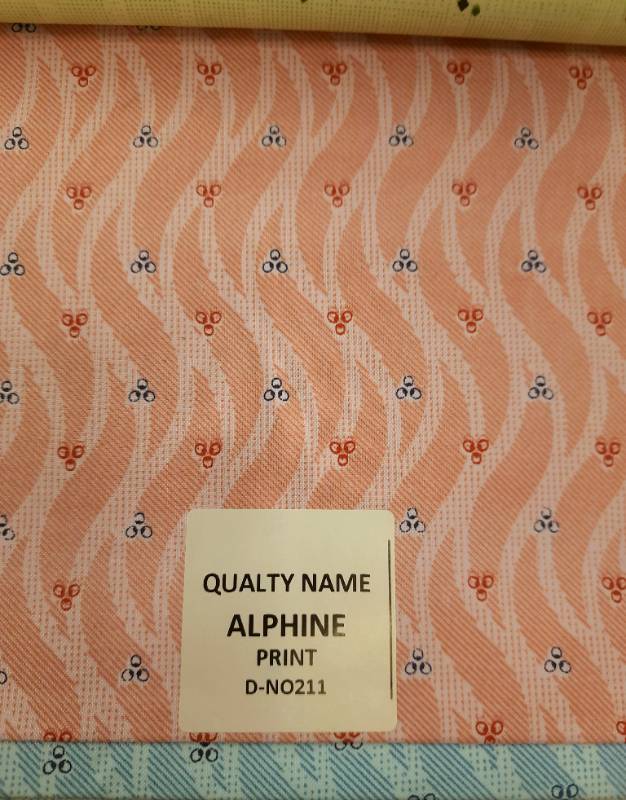 QUALTY NAME
ALPHINE
PRINT
D-NO211